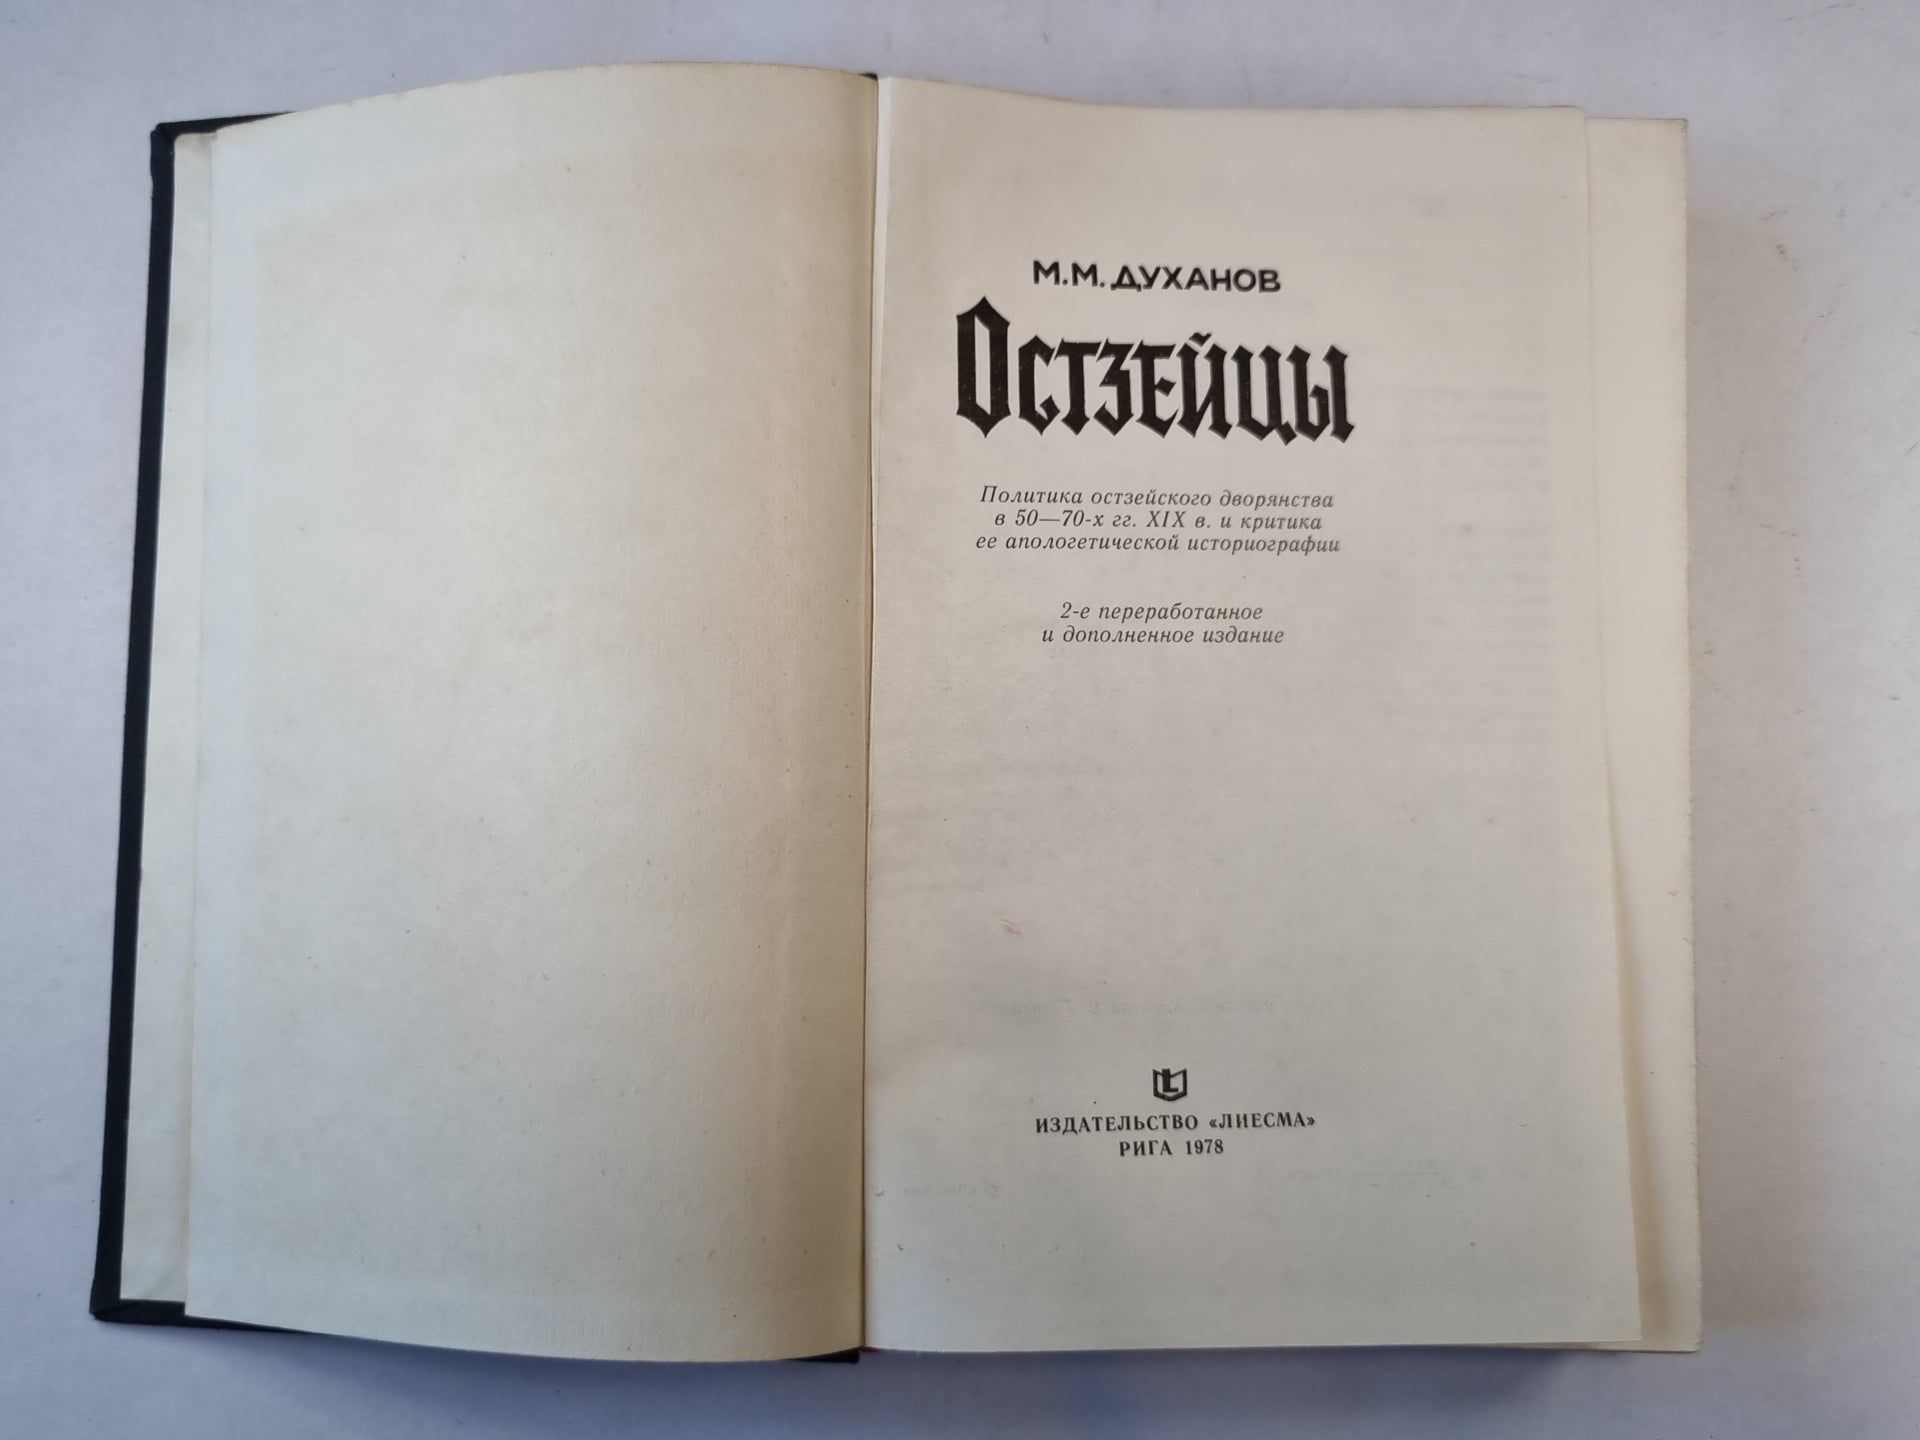 М.М. ДУХАНОВ
ОСТЗЕЙЦЫ
Политика остзейского дворянства
в 50—70-х гг. XIX в. и критика
ее апологетической историографии
2-е переработанное
и дополненное издание
L
ИЗДАТЕЛЬСТВО «ЛИЕСМА»
РИГА 1978